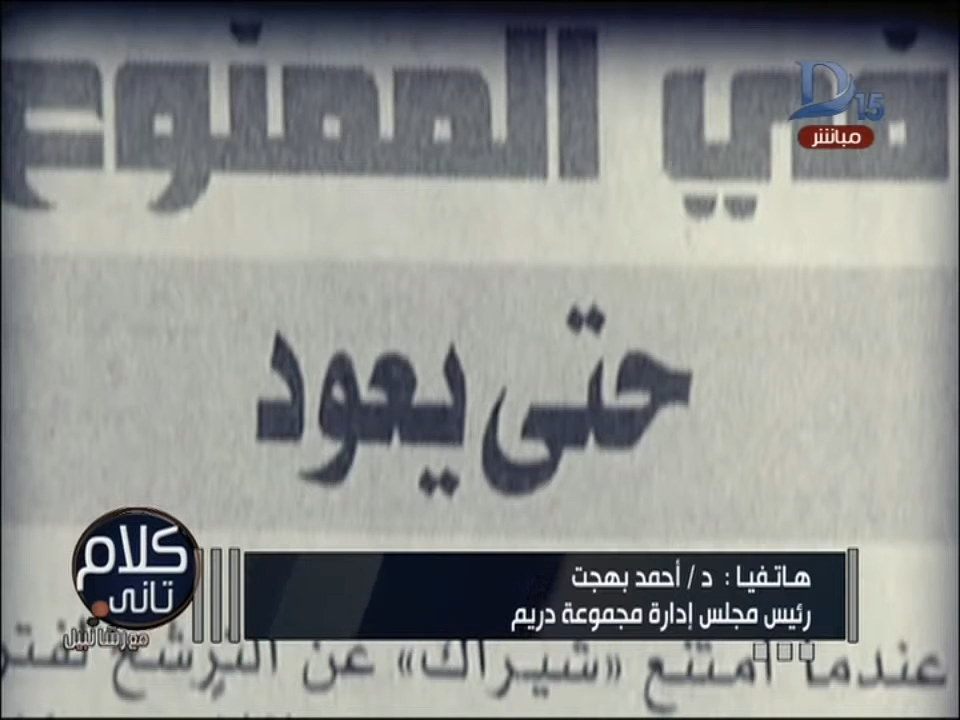 في الممنوع
D 15
مباشر
حتى يعود
كلام
تانى
مع رشا نبيل
هاتفيا : د / أحمد بهجت
رئيس مجلس إدارة مجموعة دريم
عندما امتنع «شيراك» عن الترشح